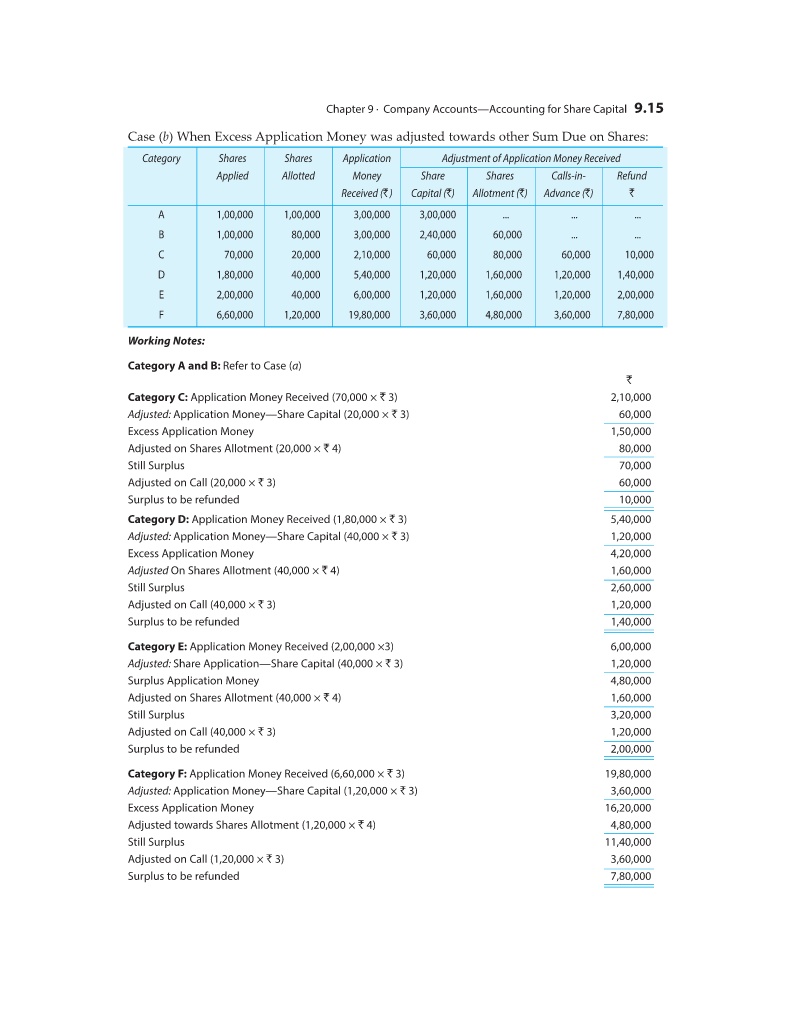 Chapter 9 · Company Accounts—Accounting for Share Capital 9.15
Case (b) When Excess Application Money was adjusted towards other Sum Due on Shares:
Category Shares Shares Application Adjustment of Application Money Received
Applied Allotted Money Share Shares Calls-in- Refund
Received (₹) Capital (₹) Allotment (₹) Advance (₹) ₹
A 1,00,000 1,00,000 3,00,000 3,00,000 ... ... ...
B 1,00,000 80,000 3,00,000 2,40,000 60,000 ... ...
C 70,000 20,000 2,10,000 60,000 80,000 60,000 10,000
D 1,80,000 40,000 5,40,000 1,20,000 1,60,000 1,20,000 1,40,000
E 2,00,000 40,000 6,00,000 1,20,000 1,60,000 1,20,000 2,00,000
F 6,60,000 1,20,000 19,80,000 3,60,000 4,80,000 3,60,000 7,80,000
Working Notes:
Category A and B: Refer to Case (a)
₹
Category C: Application Money Received (70,000 × ₹ 3) 2,10,000
Adjusted: Application Money—Share Capital (20,000 × ₹ 3) 60,000
Excess Application Money 1,50,000
Adjusted on Shares Allotment (20,000 × ₹ 4) 80,000
Still Surplus 70,000
Adjusted on Call (20,000 × ₹ 3) 60,000
Surplus to be refunded 10,000
Category D: Application Money Received (1,80,000 × ₹ 3) 5,40,000
Adjusted: Application Money—Share Capital (40,000 × ₹ 3) 1,20,000
Excess Application Money 4,20,000
Adjusted On Shares Allotment (40,000 × ₹ 4) 1,60,000
Still Surplus 2,60,000
Adjusted on Call (40,000 × ₹ 3) 1,20,000
Surplus to be refunded 1,40,000
Category E: Application Money Received (2,00,000 ×3) 6,00,000
Adjusted: Share Application—Share Capital (40,000 × ₹ 3) 1,20,000
Surplus Application Money 4,80,000
Adjusted on Shares Allotment (40,000 × ₹ 4) 1,60,000
Still Surplus 3,20,000
Adjusted on Call (40,000 × ₹ 3) 1,20,000
Surplus to be refunded 2,00,000
Category F: Application Money Received (6,60,000 × ₹ 3) 19,80,000
Adjusted: Application Money—Share Capital (1,20,000 × ₹ 3) 3,60,000
Excess Application Money 16,20,000
Adjusted towards Shares Allotment (1,20,000 × ₹ 4) 4,80,000
Still Surplus 11,40,000
Adjusted on Call (1,20,000 × ₹ 3) 3,60,000
Surplus to be refunded 7,80,000